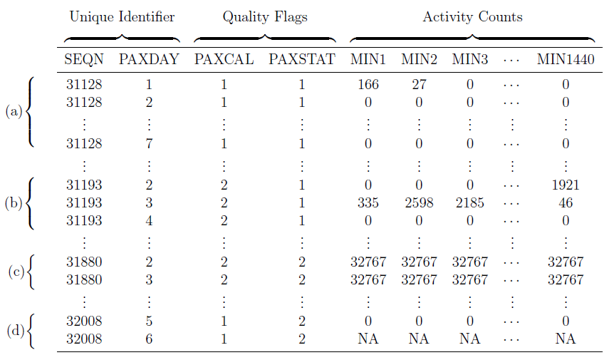 Unique Identifier Quality Flags Activity Counts
SEQN PAXDAY PAXCAL PAXSTAT MIN1 MIN2 MIN3 ⋯ MIN1440
31128 1 1 1 166 27 0 ⋯ 0
(a) 31128 2 1 1 0 0 0 ⋯ 0
⋮ ⋮ ⋮ ⋮ ⋮ ⋮ ⋮ ⋮ ⋮
31128 7 1 1 0 0 0 ⋯ 0
⋮ ⋮ ⋮ ⋮ ⋮ ⋮ ⋮ ⋮ ⋮
31193 2 2 1 0 0 0 ⋯ 1921
(b) 31193 3 2 1 335 2598 2185 ⋯ 46
31193 4 2 1 0 0 0 ⋯ 0
⋮ ⋮ ⋮ ⋮ ⋮ ⋮ ⋮ ⋮ ⋮
(c) 31880 2 2 2 32767 32767 32767 ⋯ 32767
31880 3 2 2 32767 32767 32767 ⋯ 32767
⋮ ⋮ ⋮ ⋮ ⋮ ⋮ ⋮ ⋮ ⋮
(d) 32008 5 1 2 0 0 0 ⋯ 0
32008 6 1 2 NA NA NA ⋯ NA